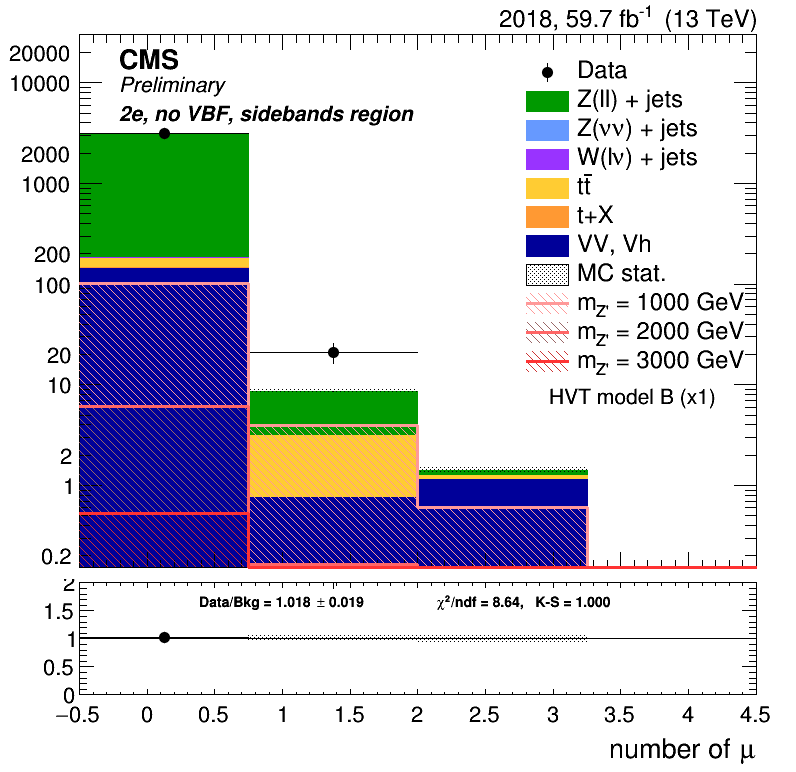 2018, 59.7 fb⁻¹ (13 TeV)
CMS
Preliminary
2e, no VBF, sidebands region
Data
Z(ll) + jets
Z(νν) + jets
W(lν) + jets
tt̄
t+X
VV, Vh
MC stat.
m_Z' = 1000 GeV
m_Z' = 2000 GeV
m_Z' = 3000 GeV
HVT model B (x1)
20000
10000
2000
1000
200
100
20
10
2
1
0.2
Data/Bkg = 1.018 ± 0.019 χ²/ndf = 8.64, K-S = 1.000
2
1.5
1
0.5
0
−0.5 0 0.5 1 1.5 2 2.5 3 3.5 4 4.5
number of μ